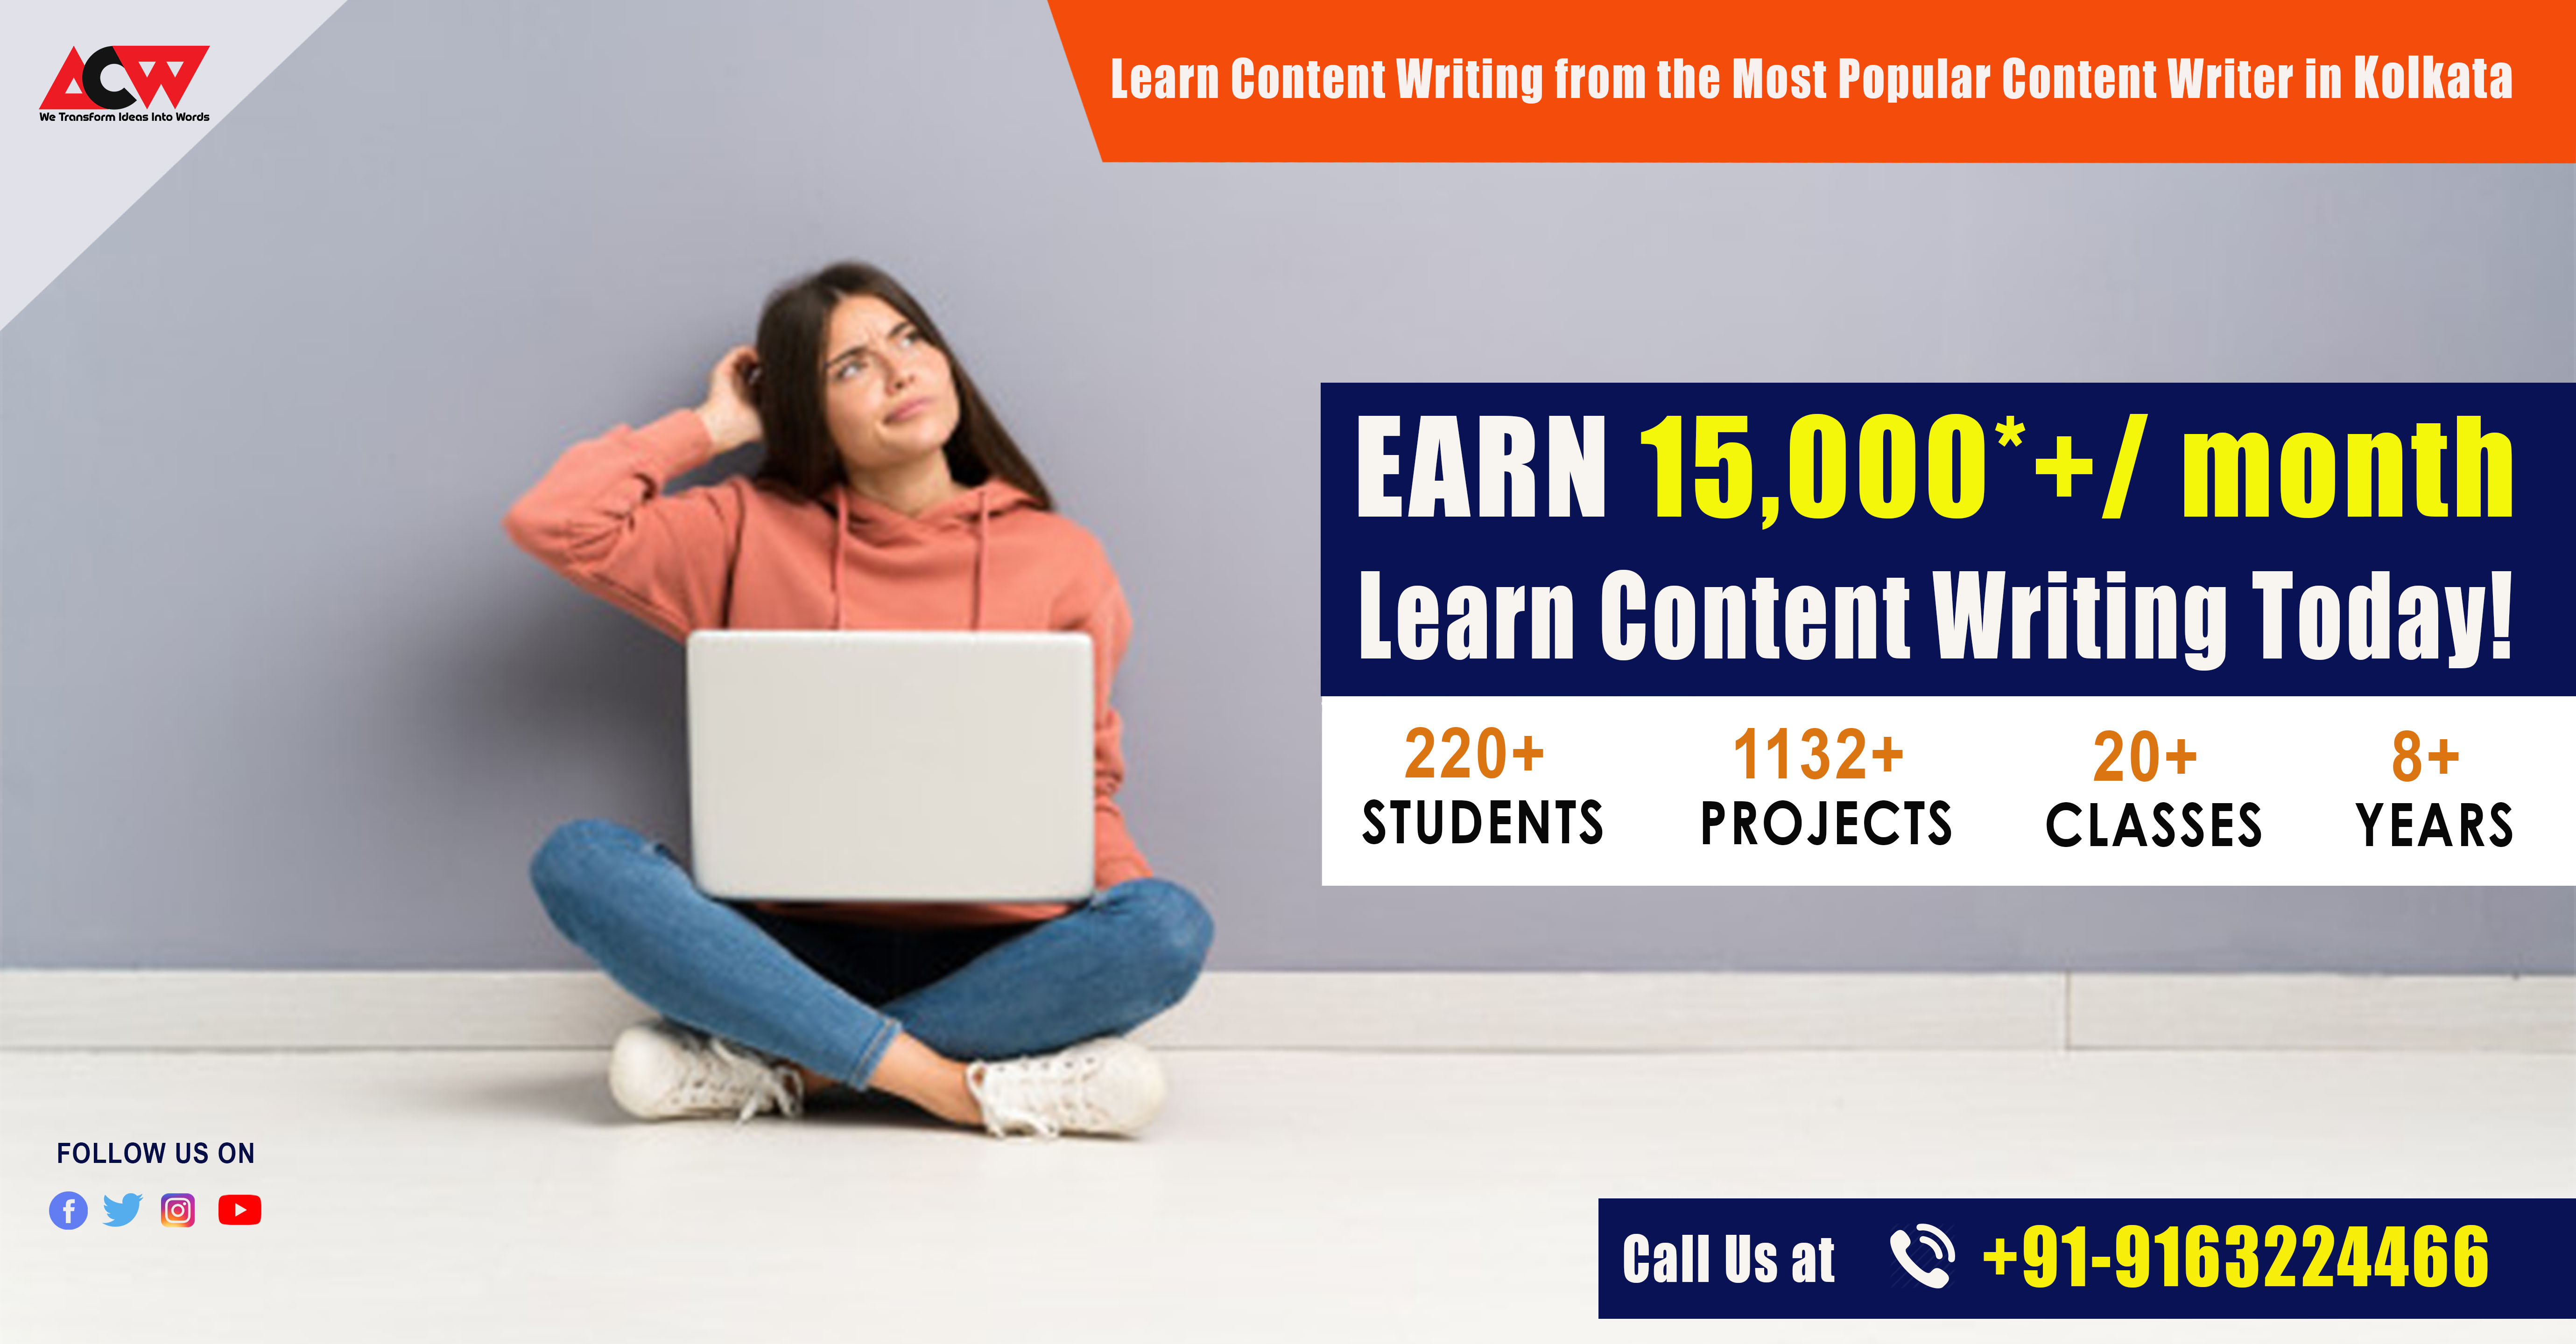 ACW
We Transform Ideas Into Words
Learn Content Writing from the Most Popular Content Writer in Kolkata
EARN 15,000*+/ month
Learn Content Writing Today!
220+ 1132+ 20+ 8+
STUDENTS PROJECTS CLASSES YEARS
FOLLOW US ON
Call Us at +91-9163224466